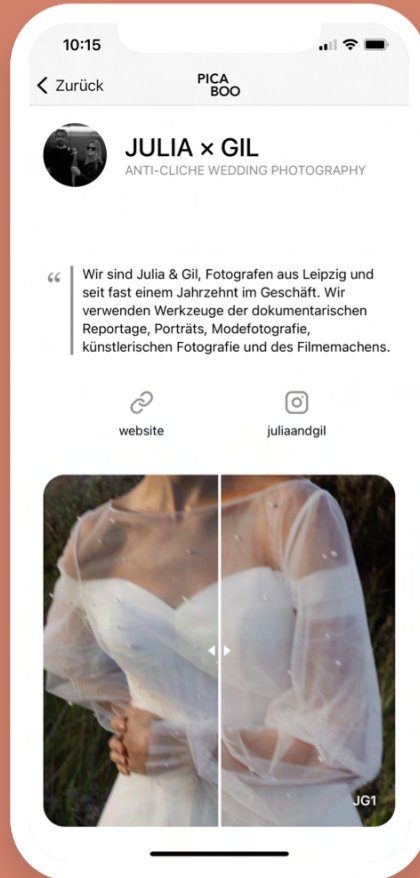 10:15
Zurück
PICA
BOO
JULIA × GIL
ANTI-CLICHE WEDDING PHOTOGRAPHY
“ Wir sind Julia & Gil, Fotografen aus Leipzig und
seit fast einem Jahrzehnt im Geschäft. Wir
verwenden Werkzeuge der dokumentarischen
Reportage, Porträts, Modefotografie,
künstlerischen Fotografie und des Filmemachens.
website
juliaandgil
JG1